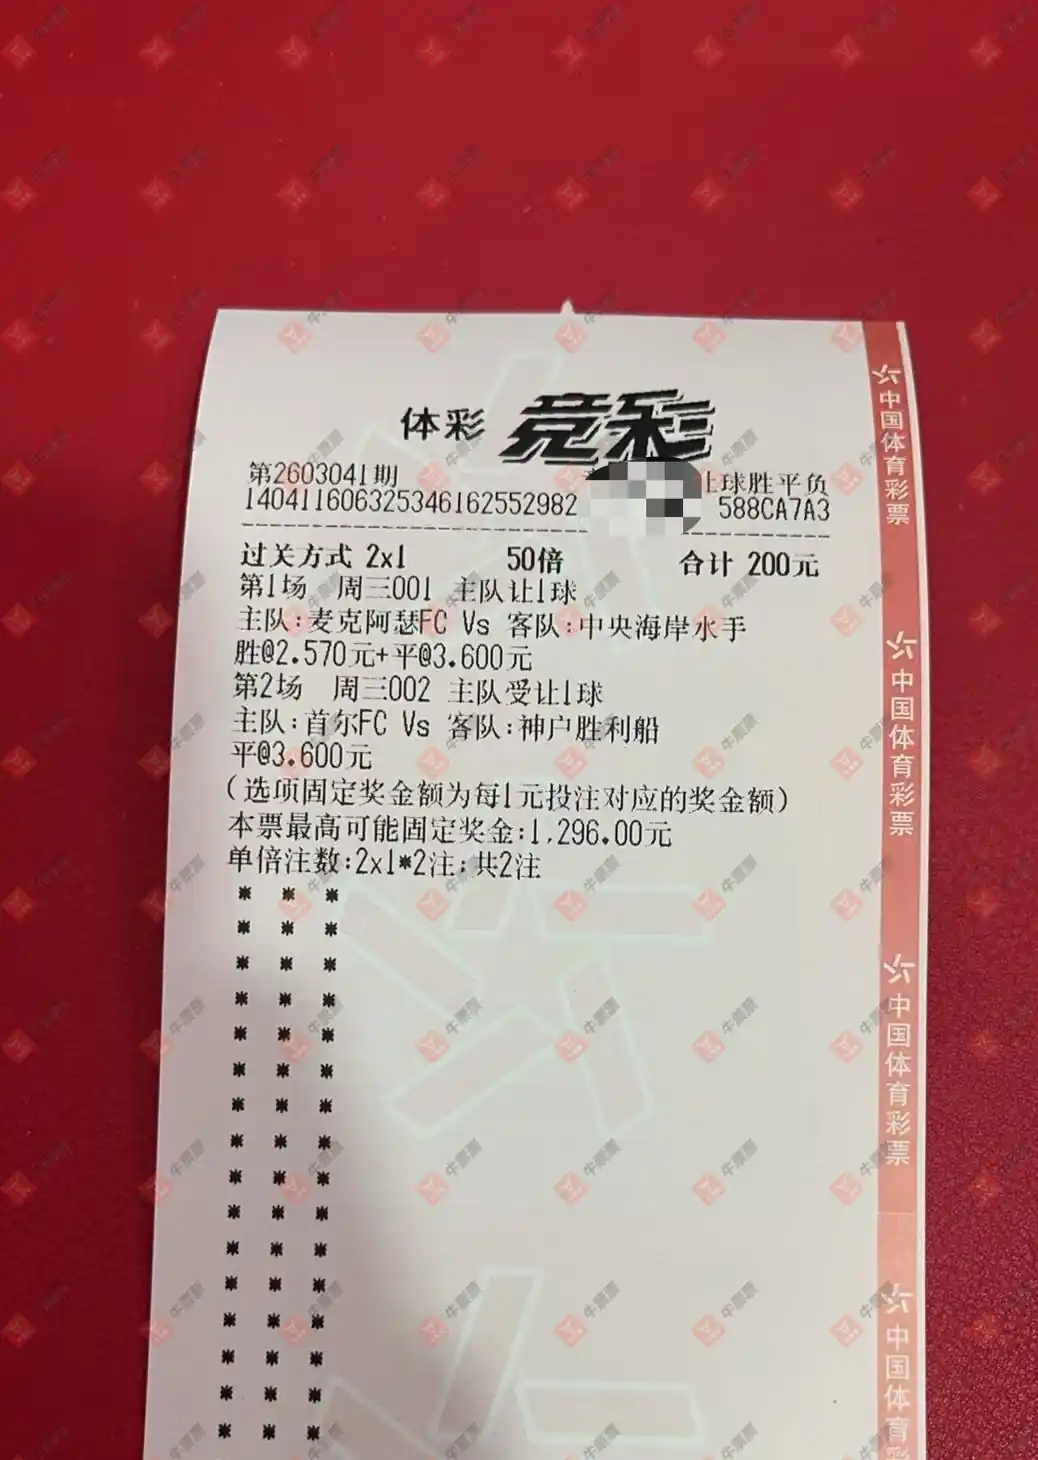 体彩 竞彩
第2603041期 让球胜平负
140411606325346162552982 588CA7A3
过关方式 2x1 50倍 合计 200元
第1场 周三001 主队让1球
主队:麦克阿瑟FC Vs 客队:中央海岸水手
胜@2.570元+平@3.600元
第2场 周三002 主队受让1球
主队:首尔FC Vs 客队:神户胜利船
平@3.600元
(选项固定奖金额为每1元投注对应的奖金额)
本票最高可能固定奖金:1,296.00元
单倍注数:2x1*2注;共2注
中国体育彩票
中国体育彩票
中国体育彩票
中国体育彩
牛票票